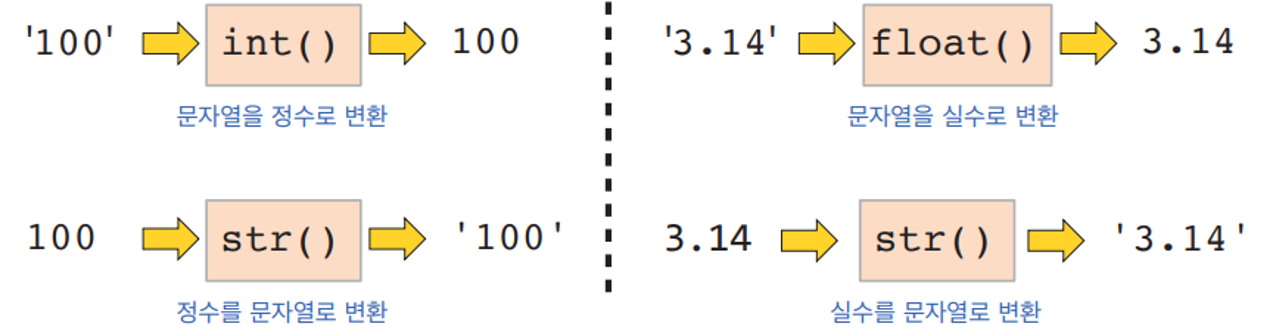 '100' int() 100
문자열을 정수로 변환
100 str() '100'
정수를 문자열로 변환
'3.14' float() 3.14
문자열을 실수로 변환
3.14 str() '3.14'
실수를 문자열로 변환